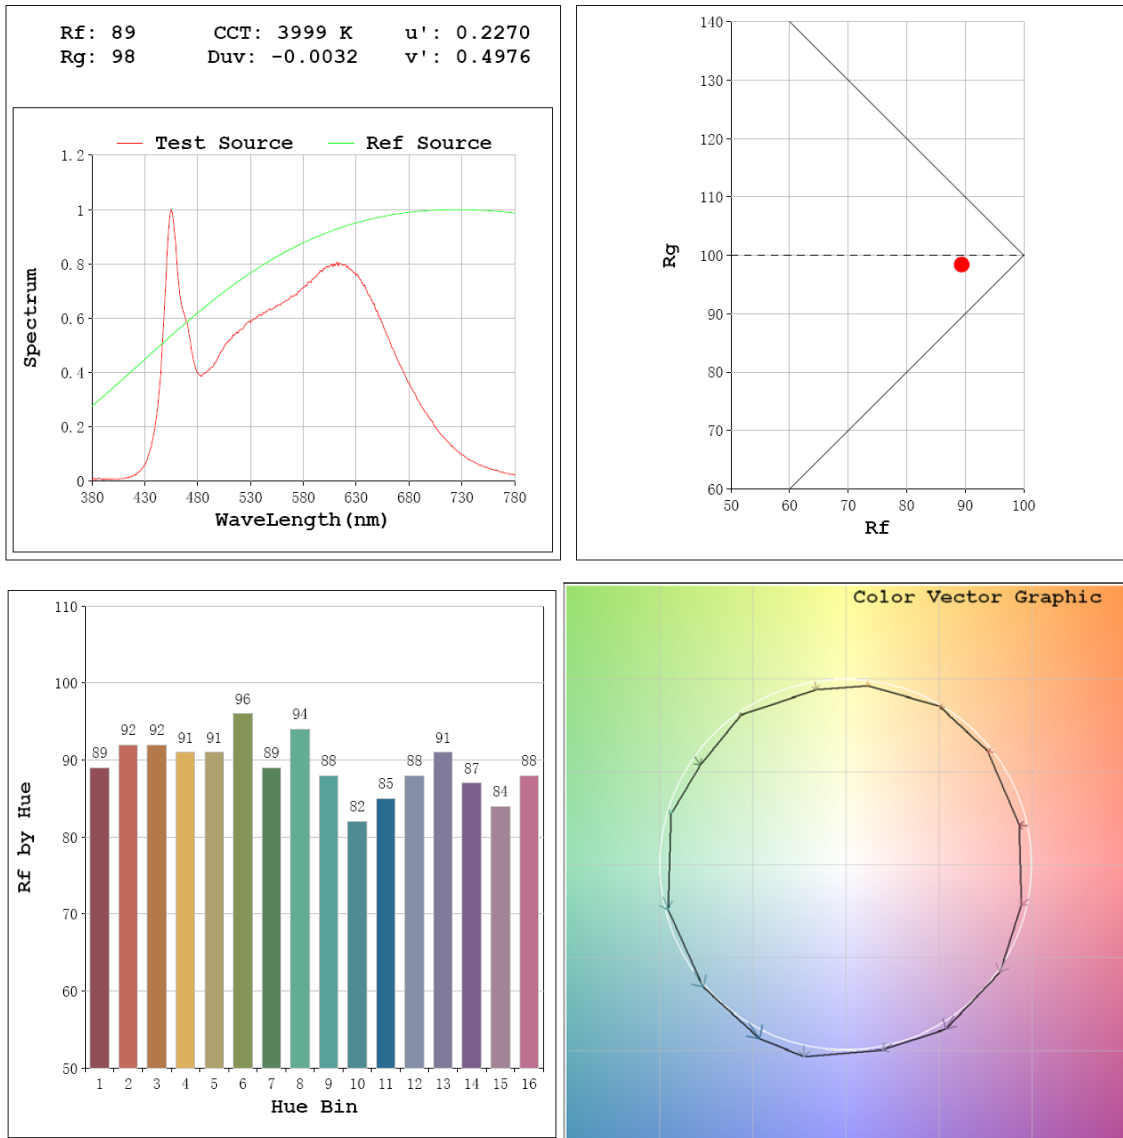 Rf: 89 CCT: 3999 K u': 0.2270
Rg: 98 Duv: -0.0032 v': 0.4976
Test Source Ref Source
1.2
1
0.8
0.6
0.4
0.2
0
Spectrum
380 430 480 530 580 630 680 730 780
WaveLength(nm)
140
130
120
110
100
90
80
70
60
Rg
50 60 70 80 90 100
Rf
110
100
90
80
70
60
50
Rf by Hue
89 92 92 91 91 96 89 94 88 82 85 88 91 87 84 88
1 2 3 4 5 6 7 8 9 10 11 12 13 14 15 16
Hue Bin
Color Vector Graphic